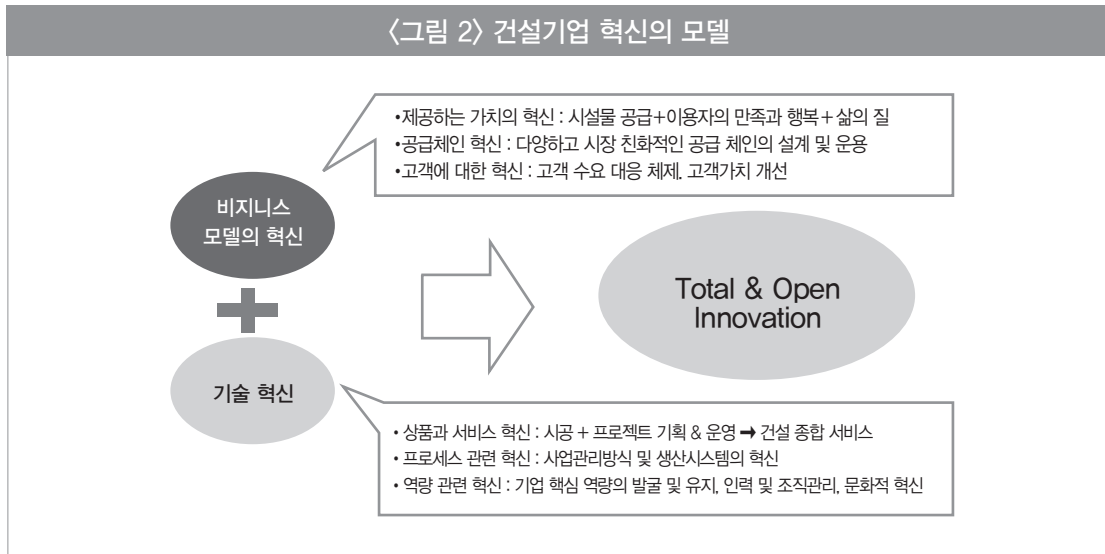 〈그림 2〉 건설기업 혁신의 모델
•제공하는 가치의 혁신 : 시설물 공급+이용자의 만족과 행복+삶의 질
•공급체인 혁신 : 다양하고 시장 친화적인 공급 체인의 설계 및 운용
•고객에 대한 혁신 : 고객 수요 대응 체제, 고객가치 개선
비지니스
모델의 혁신
Total & Open
Innovation
기술 혁신
• 상품과 서비스 혁신 : 시공 + 프로젝트 기획 & 운영 ➡ 건설 종합 서비스
• 프로세스 관련 혁신 : 사업관리방식 및 생산시스템의 혁신
• 역량 관련 혁신 : 기업 핵심 역량의 발굴 및 유지, 인력 및 조직관리, 문화적 혁신